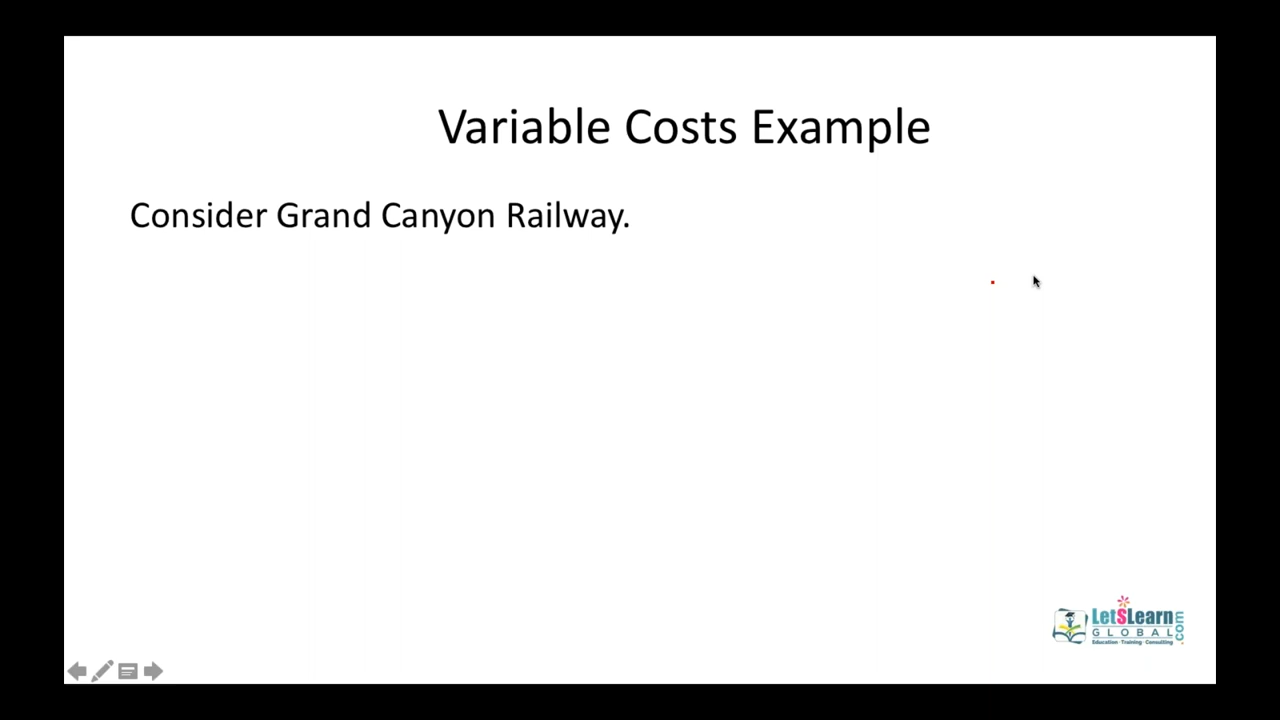 Variable Costs Example
Consider Grand Canyon Railway.
LetSLearn
GLOBAL
.com
Education Training Consulting